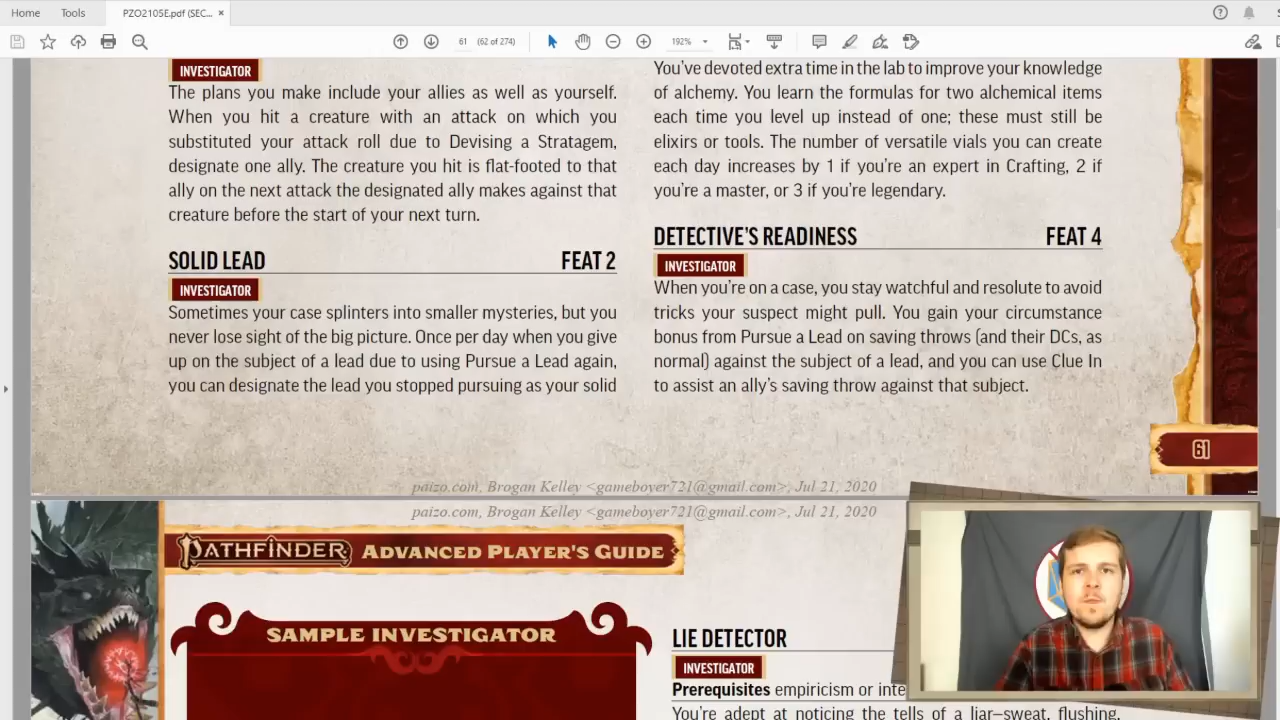 Home
Tools
PZO2105E.pdf (SEC...
×
?
61
(62 of 274)
192%
INVESTIGATOR
The plans you make include your allies as well as yourself.
When you hit a creature with an attack on which you
substituted your attack roll due to Devising a Stratagem,
designate one ally. The creature you hit is flat-footed to that
ally on the next attack the designated ally makes against that
creature before the start of your next turn.
SOLID LEAD FEAT 2
INVESTIGATOR
Sometimes your case splinters into smaller mysteries, but you
never lose sight of the big picture. Once per day when you give
up on the subject of a lead due to using Pursue a Lead again,
you can designate the lead you stopped pursuing as your solid
You've devoted extra time in the lab to improve your knowledge
of alchemy. You learn the formulas for two alchemical items
each time you level up instead of one; these must still be
elixirs or tools. The number of versatile vials you can create
each day increases by 1 if you're an expert in Crafting, 2 if
you're a master, or 3 if you're legendary.
DETECTIVE'S READINESS FEAT 4
INVESTIGATOR
When you're on a case, you stay watchful and resolute to avoid
tricks your suspect might pull. You gain your circumstance
bonus from Pursue a Lead on saving throws (and their DCs, as
normal) against the subject of a lead, and you can use Clue In
to assist an ally's saving throw against that subject.
61
paizo.com, Brogan Kelley <gameboyer721@gmail.com>, Jul 21, 2020
paizo.com, Brogan Kelley <gameboyer721@gmail.com>, Jul 21, 2020
PATHFINDER ADVANCED PLAYER'S GUIDE
SAMPLE INVESTIGATOR
LIE DETECTOR
INVESTIGATOR
Prerequisites empiricism or inte
You're adept at noticing the tells of a liar—sweat, flushing,